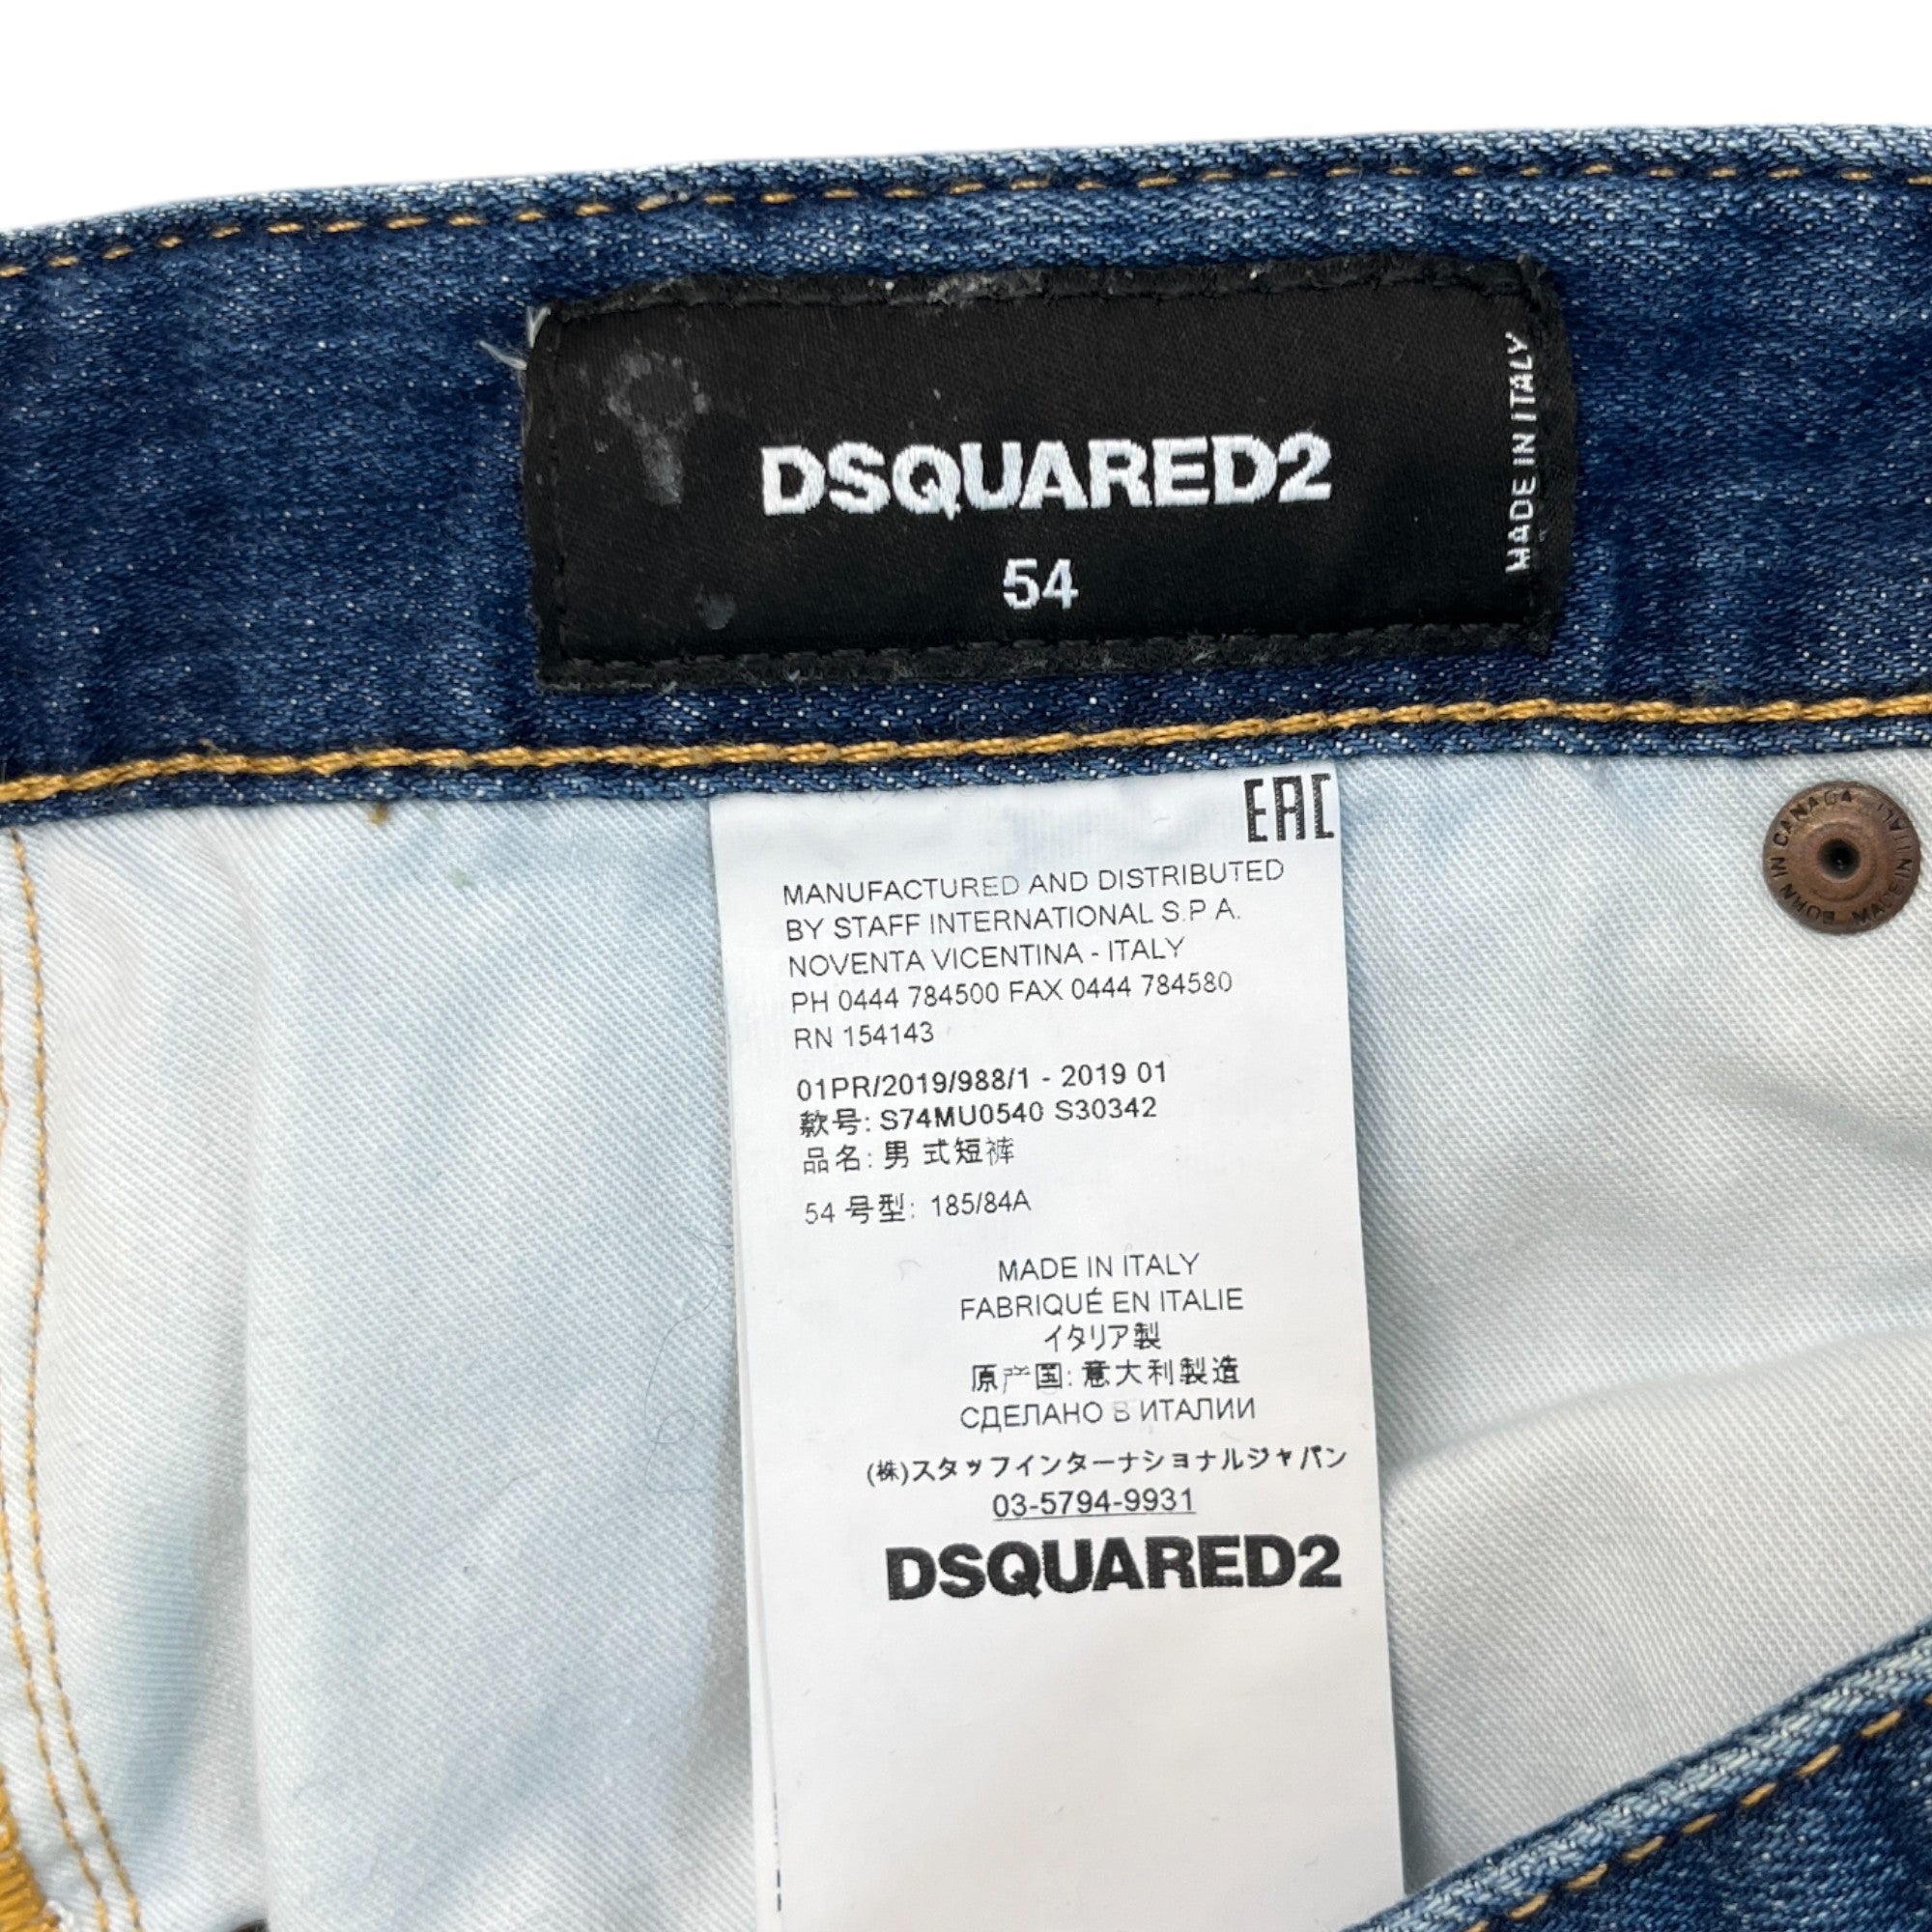 DSQUARED2
54
MADE IN ITALY
EAC
MANUFACTURED AND DISTRIBUTED
BY STAFF INTERNATIONAL S.P.A.
NOVENTA VICENTINA - ITALY
PH 0444 784500 FAX 0444 784580
RN 154143
01PR/2019/988/1 - 2019 01
款号: S74MU0540 S30342
品名: 男 式短裤
54 号型: 185/84A
MADE IN ITALY
FABRIQUÉ EN ITALIE
イタリア製
原产国: 意大利製造
СДЕЛАНО В ИТАЛИИ
(株)スタッフインターナショナルジャパン
03-5794-9931
DSQUARED2
BORN IN CANADA
MADE IN ITALY